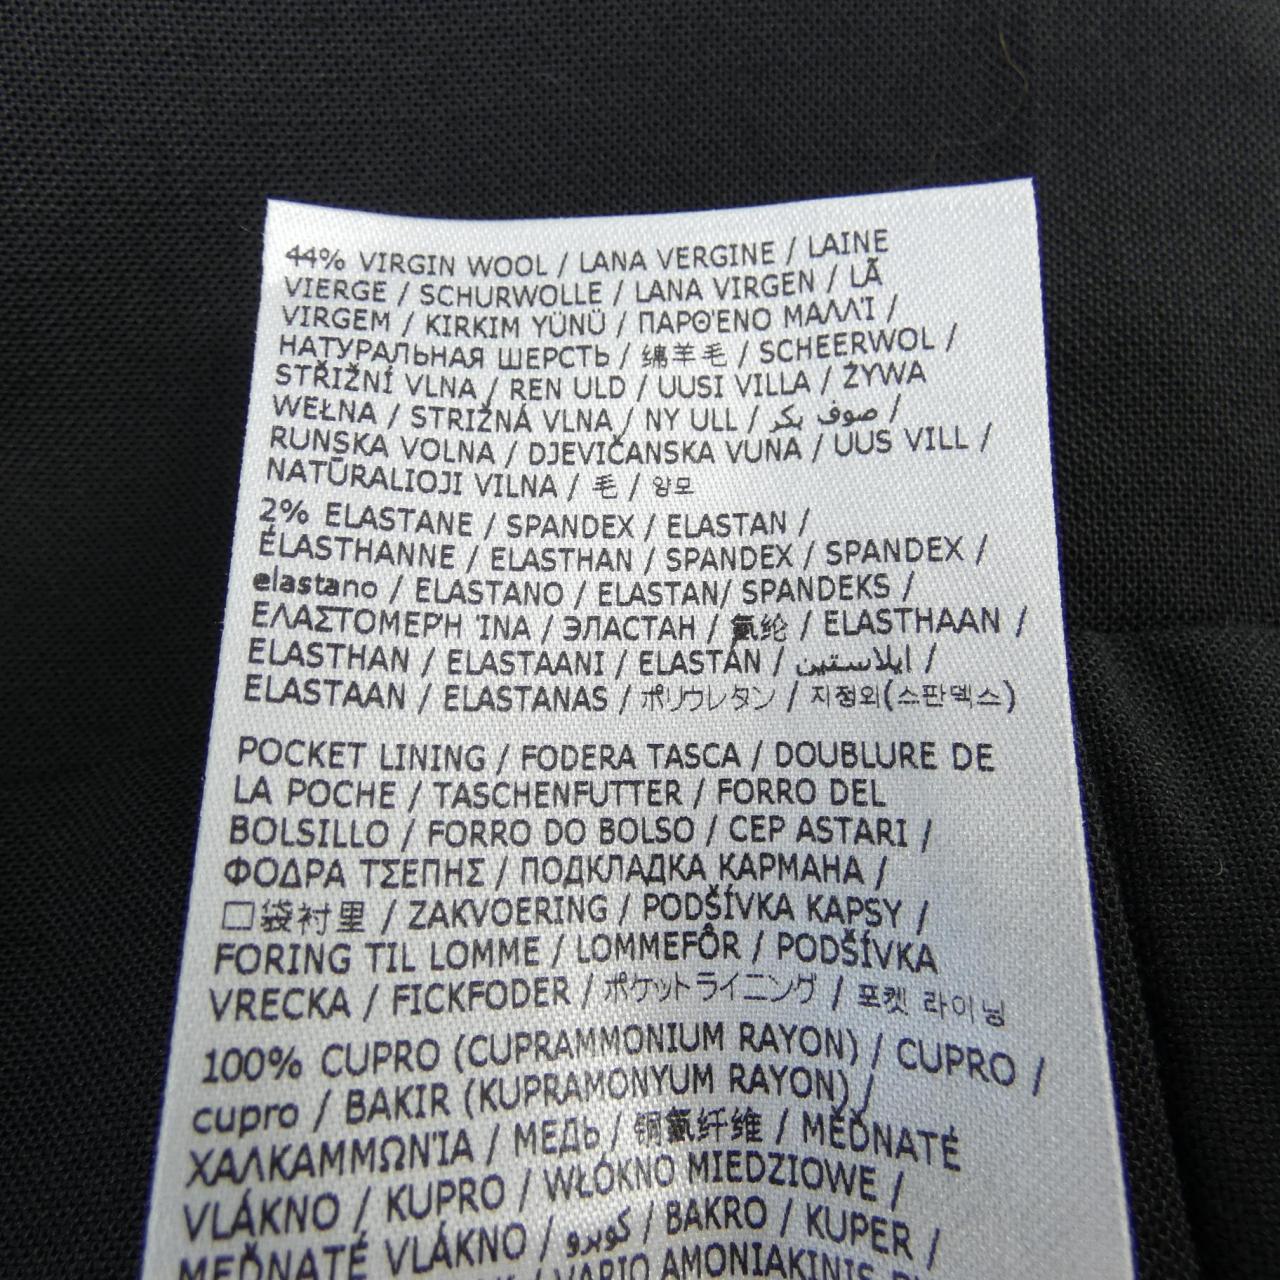 44% VIRGIN WOOL / LANA VERGINE / LAINE
VIERGE / SCHURWOLLE / LANA VIRGEN / LÃ
VIRGEM / KIRKIM YÜNÜ / ΠΑΡΘΈΝΟ ΜΑΛΛΊ /
НАТУРАЛЬНАЯ ШЕРСТЬ / 绵羊毛 / SCHEERWOL /
STŘIŽNÍ VLNA / REN ULD / UUSI VILLA / ŻYWA
WEŁNA / STRIŽNÁ VLNA / NY ULL / صوف بكر /
RUNSKA VOLNA / DJEVIČANSKA VUNA / UUS VILL /
NATŪRALIOJI VILNA / 毛 / 양모
2% ELASTANE / SPANDEX / ELASTAN /
ÉLASTHANNE / ELASTHAN / SPANDEX / SPANDEX /
elastano / ELASTANO / ELASTAN/ SPANDEKS /
ΕΛΑΣΤΟΜΕΡΉ ΊΝΑ / ЭЛАСТАН / 氨纶 / ELASTHAAN /
ELASTHAN / ELASTAANI / ELASTÁN / ايلاستين /
ELASTAAN / ELASTANAS / ポリウレタン / 지정외(스판덱스)
POCKET LINING / FODERA TASCA / DOUBLURE DE
LA POCHE / TASCHENFUTTER / FORRO DEL
BOLSILLO / FORRO DO BOLSO / CEP ASTARI /
ΦΟΔΡΑ ΤΣΕΠΗΣ / ПОДКЛАДКА КАРМАНА /
口袋衬里 / ZAKVOERING / PODŠÍVKA KAPSY /
FORING TIL LOMME / LOMMEFÔR / PODŠÍVKA
VRECKA / FICKFODER / ポケットライニング / 포켓 라이닝
100% CUPRO (CUPRAMMONIUM RAYON) / CUPRO /
cupro / BAKIR (KUPRAMONYUM RAYON) /
ΧΑΛΚΑΜΜΩΝΊΑ / МЕДЬ / 铜氨纤维 / MĚĎNATÉ
VLÁKNO / KUPRO / WŁÓKNO MIEDZIOWE /
MEĎNATÉ VLÁKNO / كوبرو / BAKRO / KUPER /
VARIO AMONIAKINIS